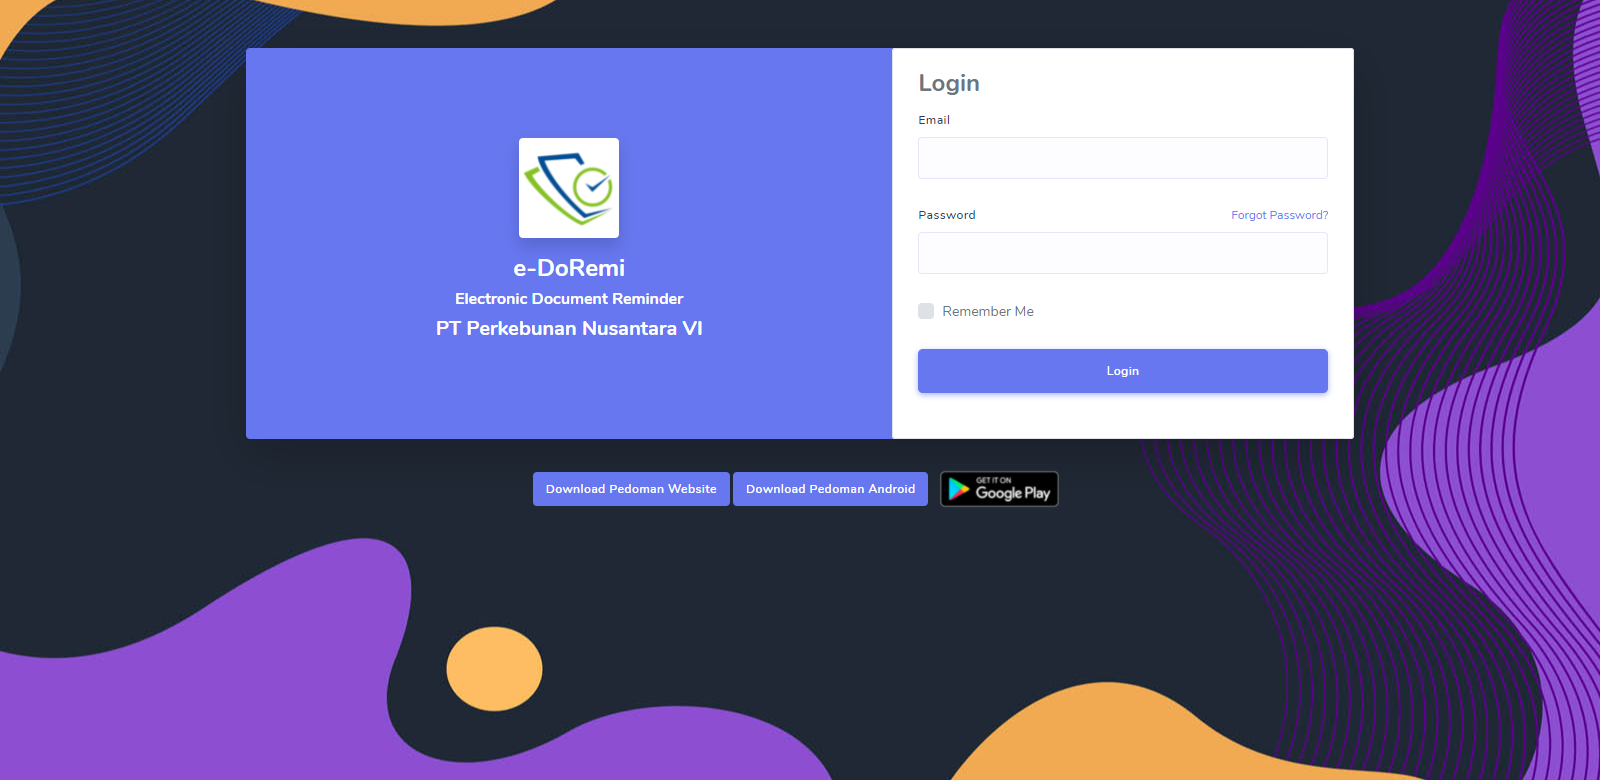 e-DoRemi
Electronic Document Reminder
PT Perkebunan Nusantara VI
Login
Email
Password
Forgot Password?
Remember Me
Login
Download Pedoman Website
Download Pedoman Android
GET IT ON
Google Play